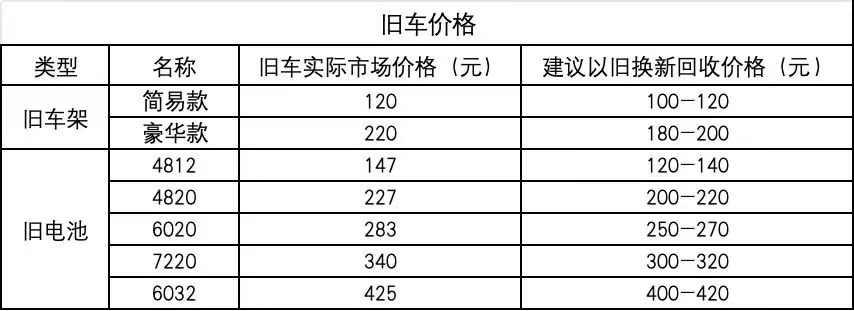 旧车价格
类型 名称 旧车实际市场价格（元） 建议以旧换新回收价格（元）
旧车架 简易款 120 100-120
豪华款 220 180-200
旧电池 4812 147 120-140
4820 227 200-220
6020 283 250-270
7220 340 300-320
6032 425 400-420